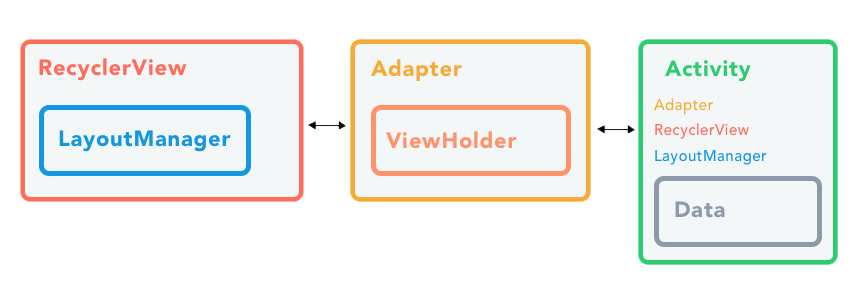 RecyclerView
LayoutManager
Adapter
ViewHolder
Activity
Adapter
RecyclerView
LayoutManager
Data